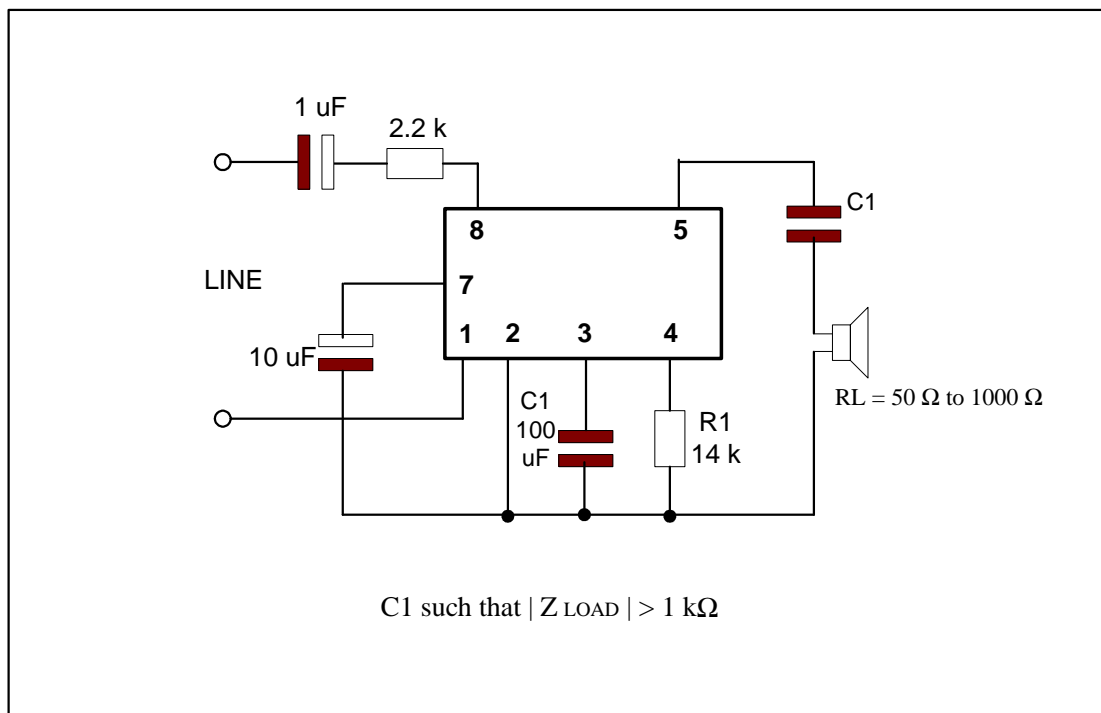 1 uF
2.2 k
8
5
C1
LINE
7
1
2
3
4
10 uF
RL = 50 Ω to 1000 Ω
C1
100
uF
R1
14 k
C1 such that | Z LOAD | > 1 kΩ